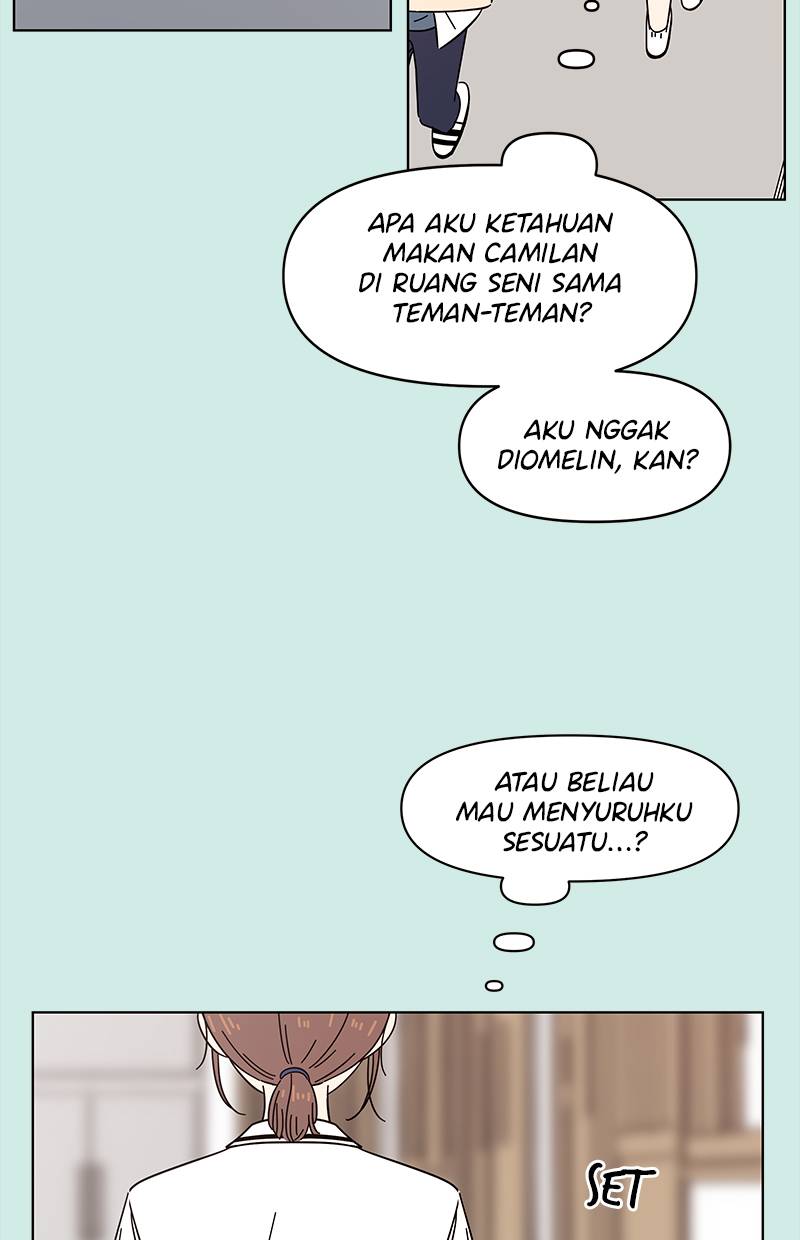 APA AKU KETAHUAN
MAKAN CAMILAN
DI RUANG SENI SAMA
TEMAN-TEMAN?
AKU NGGAK
DIOMELIN, KAN?
ATAU BELIAU
MAU MENYURUHKU
SESUATU...?
SET